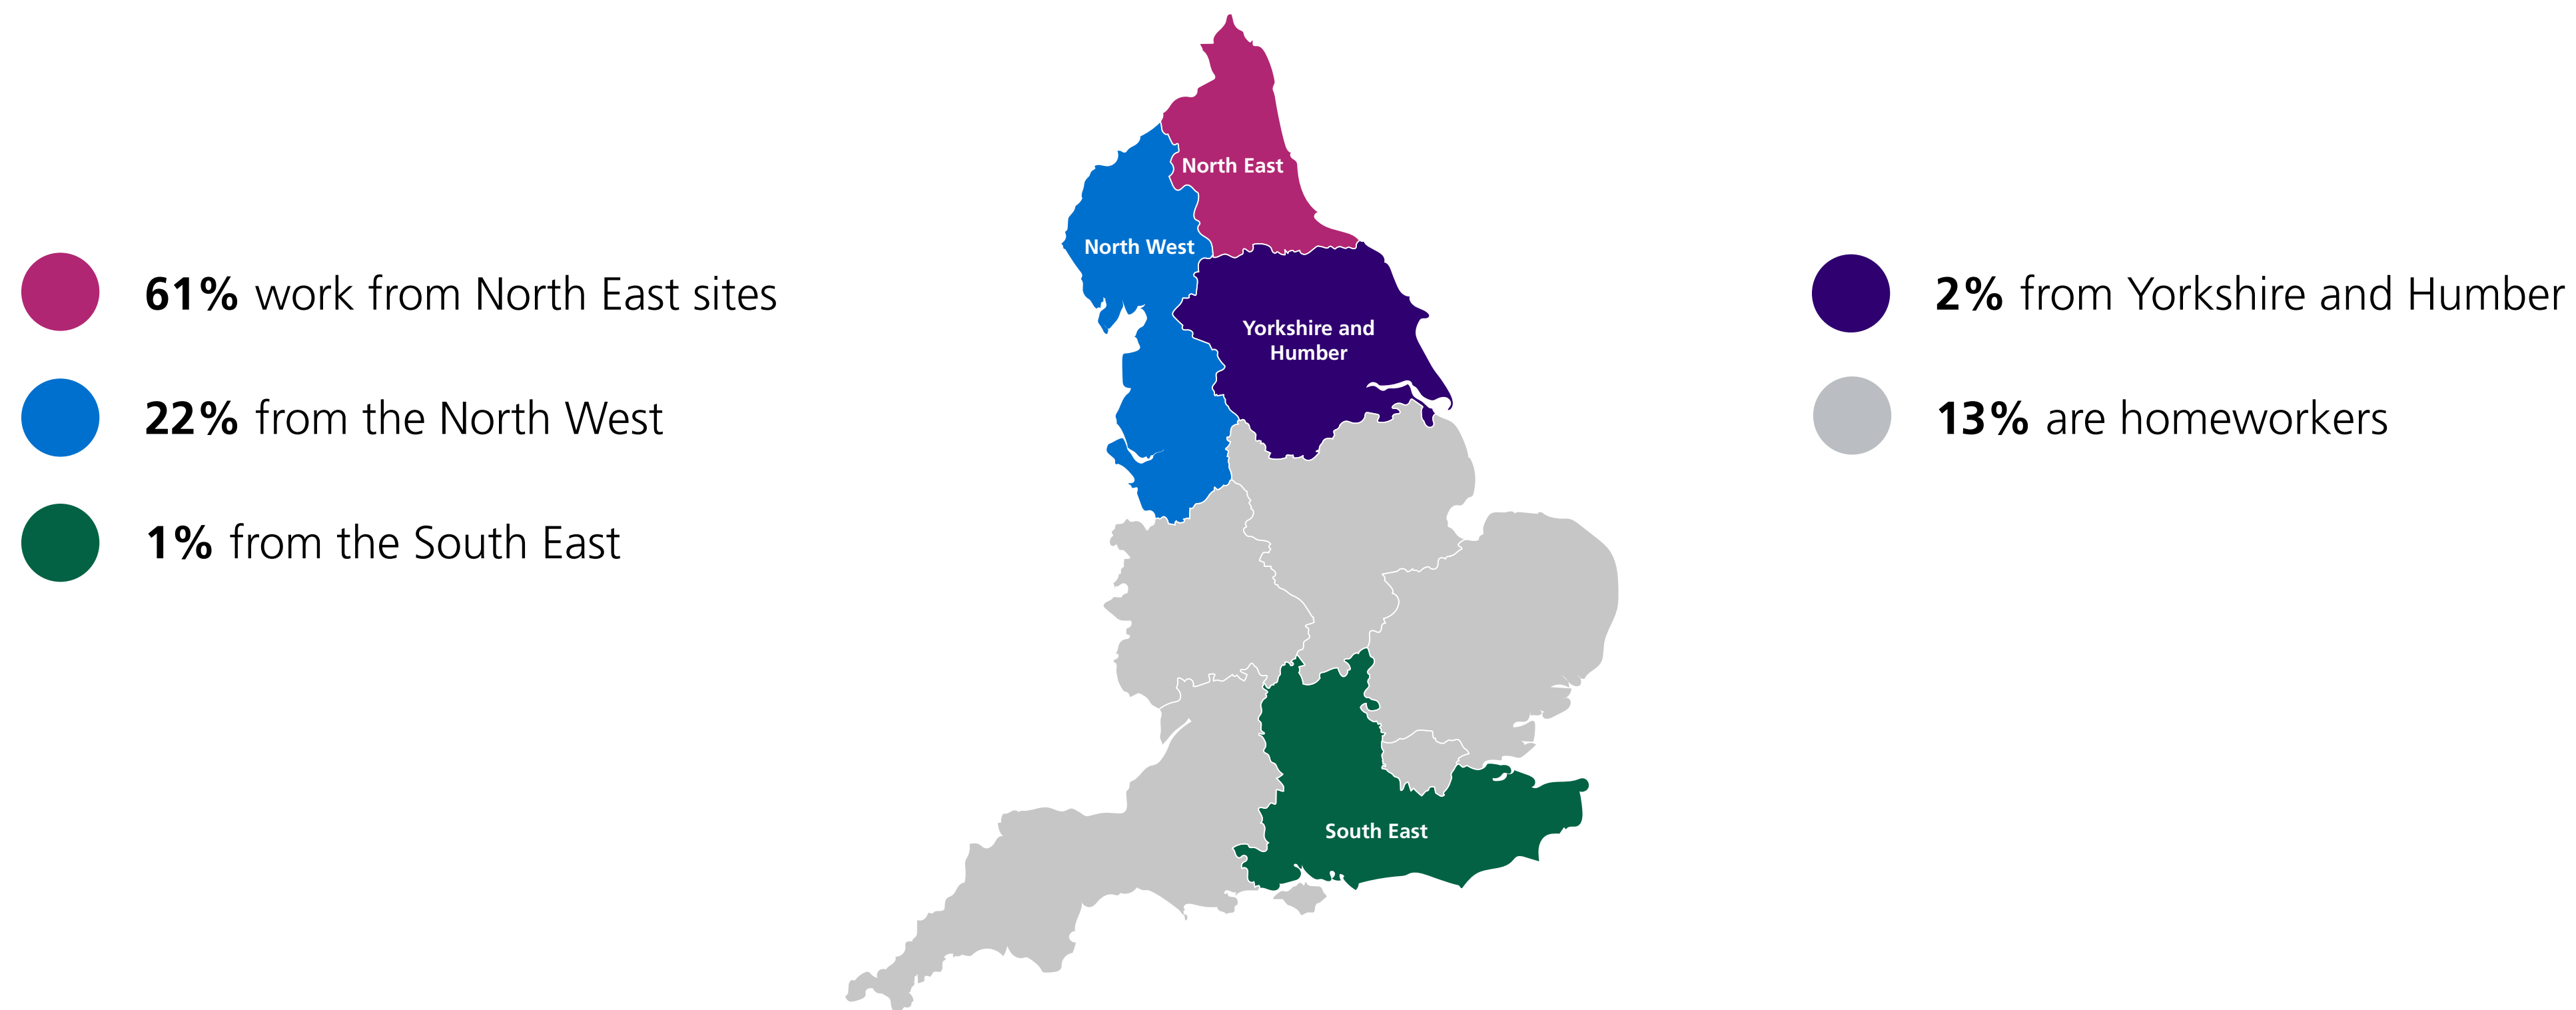 61% work from North East sites
22% from the North West
1% from the South East
North East
North West
Yorkshire and
Humber
South East
2% from Yorkshire and Humber
13% are homeworkers